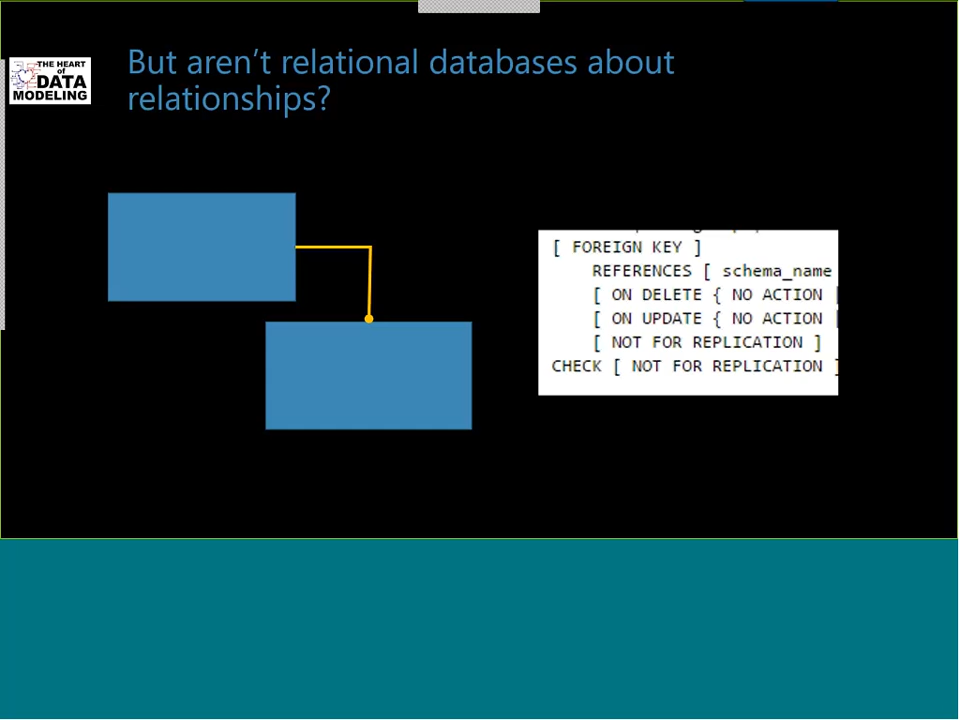 THE HEART
of
DATA
MODELING
But aren’t relational databases about
relationships?
[ FOREIGN KEY ]
REFERENCES [ schema_name
[ ON DELETE { NO ACTION |
[ ON UPDATE { NO ACTION |
[ NOT FOR REPLICATION ]
CHECK [ NOT FOR REPLICATION ]